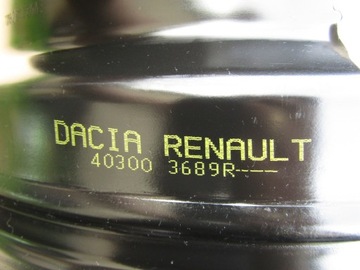 DACIA RENAULT
40300 3689R----